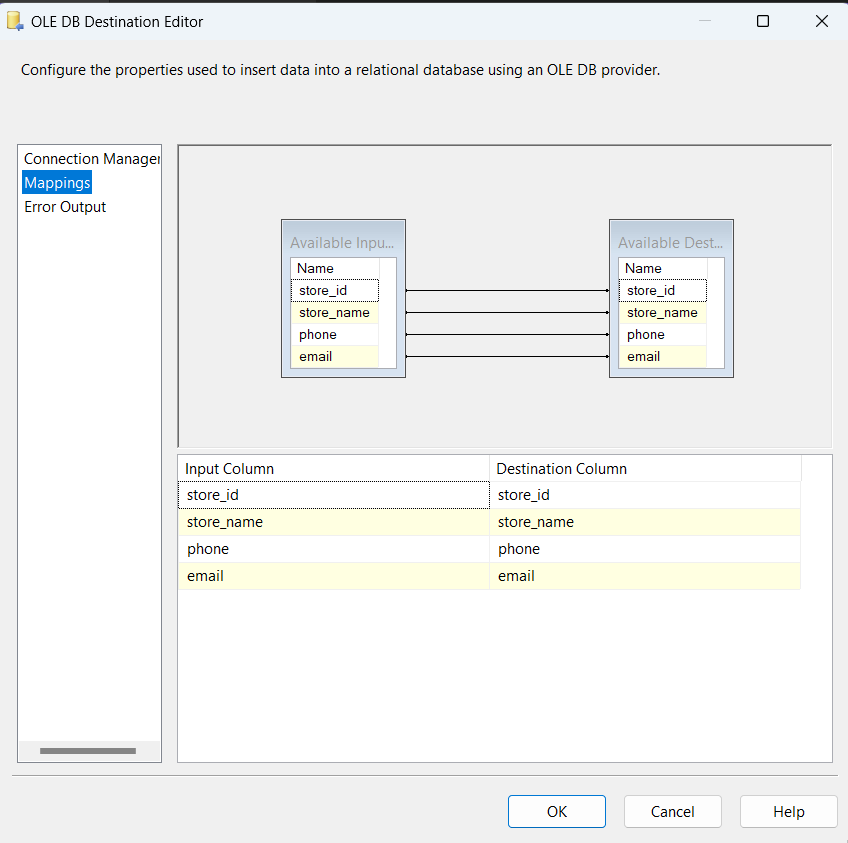 OLE DB Destination Editor
Configure the properties used to insert data into a relational database using an OLE DB provider.
Connection Manager
Mappings
Error Output
Available Inpu...
Name
store_id
store_name
phone
email
Available Dest...
Name
store_id
store_name
phone
email
Input Column Destination Column
store_id store_id
store_name store_name
phone phone
email email
OK Cancel Help